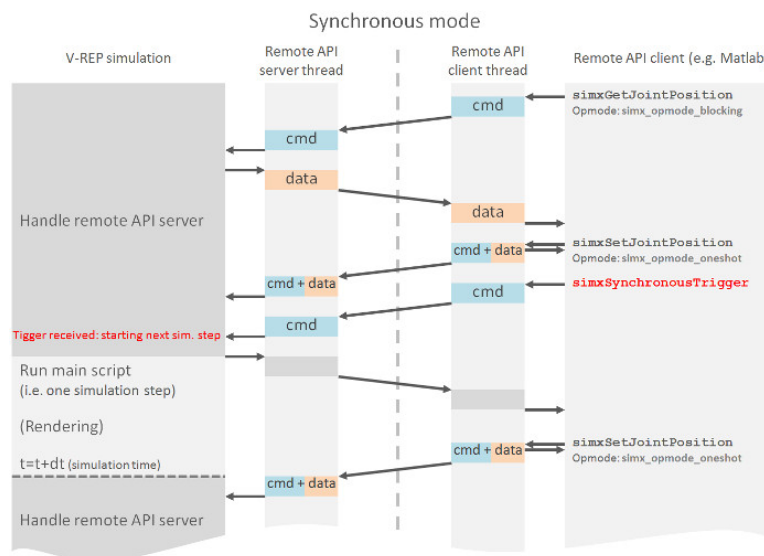 Synchronous mode
V-REP simulation
Remote API
server thread
Remote API
client thread
Remote API client (e.g. Matlab
simxGetJointPosition
Opmode: simx_opmode_blocking
cmd
cmd
data
data
Handle remote API server
simxSetJointPosition
Opmode: simx_opmode_oneshot
cmd + data
cmd + data
simxSynchronousTrigger
cmd
cmd
Tigger received: starting next sim. step
Run main script
(i.e. one simulation step)
(Rendering)
simxSetJointPosition
Opmode: simx_opmode_oneshot
cmd + data
t=t+dt (simulation time)
cmd + data
Handle remote API server